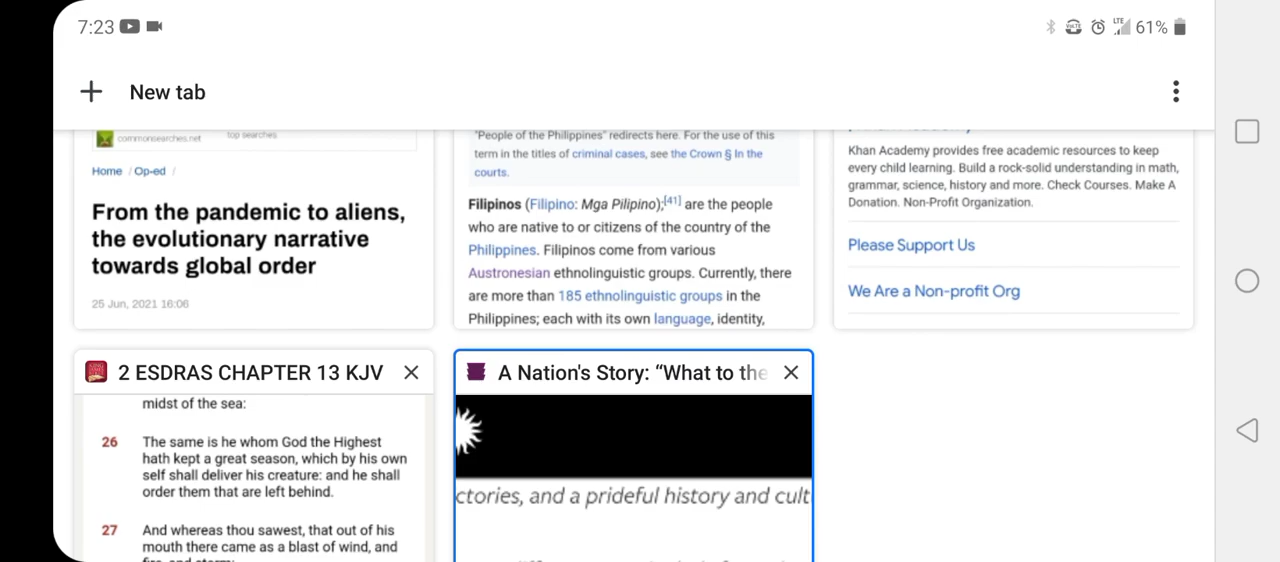 7:23
LTE 61%
New tab
commonsearches.net top searches
Home / Op-ed /
From the pandemic to aliens,
the evolutionary narrative
towards global order
25 Jun, 2021 16:06
"People of the Philippines" redirects here. For the use of this
term in the titles of criminal cases, see the Crown § In the
courts.
Filipinos (Filipino: Mga Pilipino);[41] are the people
who are native to or citizens of the country of the
Philippines. Filipinos come from various
Austronesian ethnolinguistic groups. Currently, there
are more than 185 ethnolinguistic groups in the
Philippines; each with its own language, identity,
Khan Academy provides free academic resources to keep
every child learning. Build a rock-solid understanding in math,
grammar, science, history and more. Check Courses. Make A
Donation. Non-Profit Organization.
Please Support Us
We Are a Non-profit Org
2 ESDRAS CHAPTER 13 KJV
midst of the sea:
26 The same is he whom God the Highest
hath kept a great season, which by his own
self shall deliver his creature: and he shall
order them that are left behind.
27 And whereas thou sawest, that out of his
mouth there came as a blast of wind, and
A Nation's Story: “What to the
ctories, and a prideful history and cult